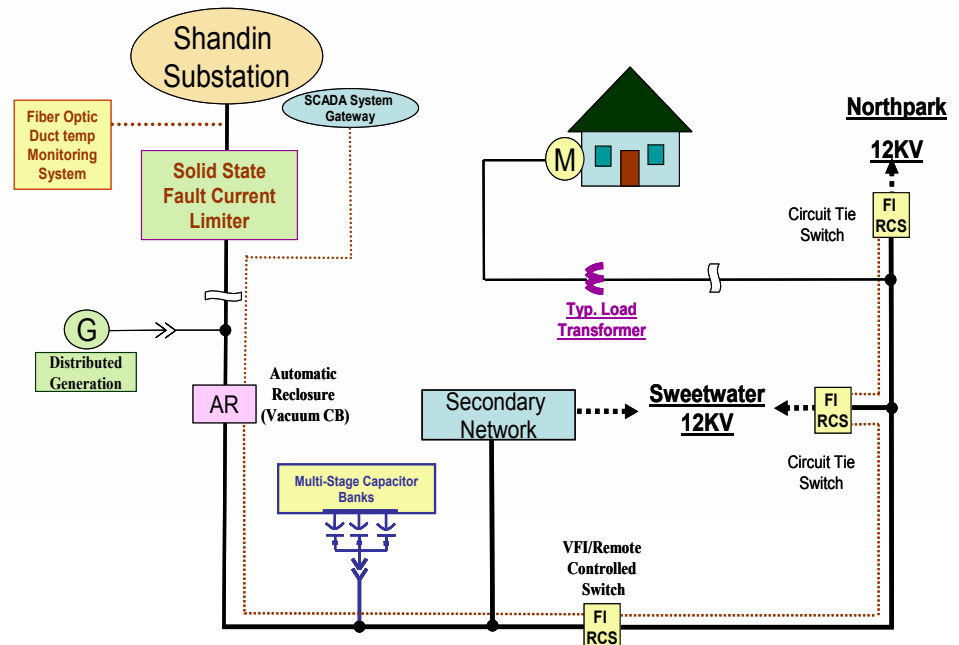 Shandin
Substation
SCADA System
Gateway
Fiber Optic
Duct temp
Monitoring
System
Solid State
Fault Current
Limiter
M
Northpark
12KV
FI
RCS
Circuit Tie
Switch
Typ. Load
Transformer
G
Distributed
Generation
Automatic
Reclosure
(Vacuum CB)
AR
Secondary
Network
Sweetwater
12KV
FI
RCS
Circuit Tie
Switch
Multi-Stage Capacitor
Banks
VFI/Remote
Controlled
Switch
FI
RCS